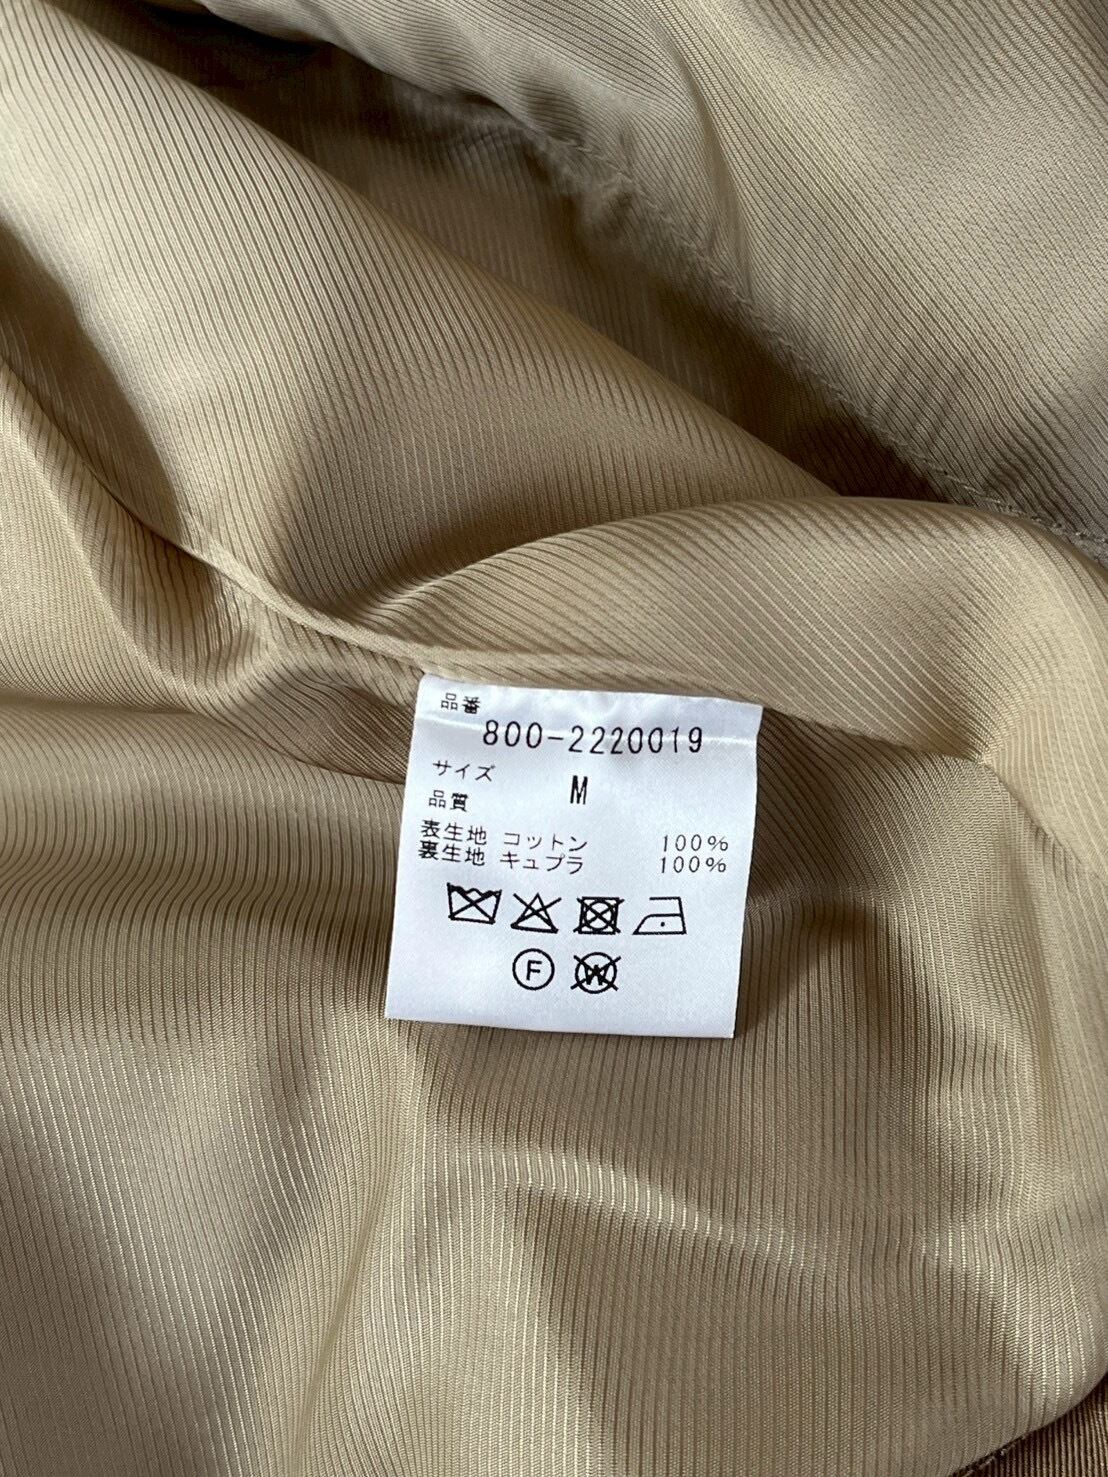 品番
800-2220019
サイズ M
品質
表生地 コットン 100%
裏生地 キュプラ 100%
F W